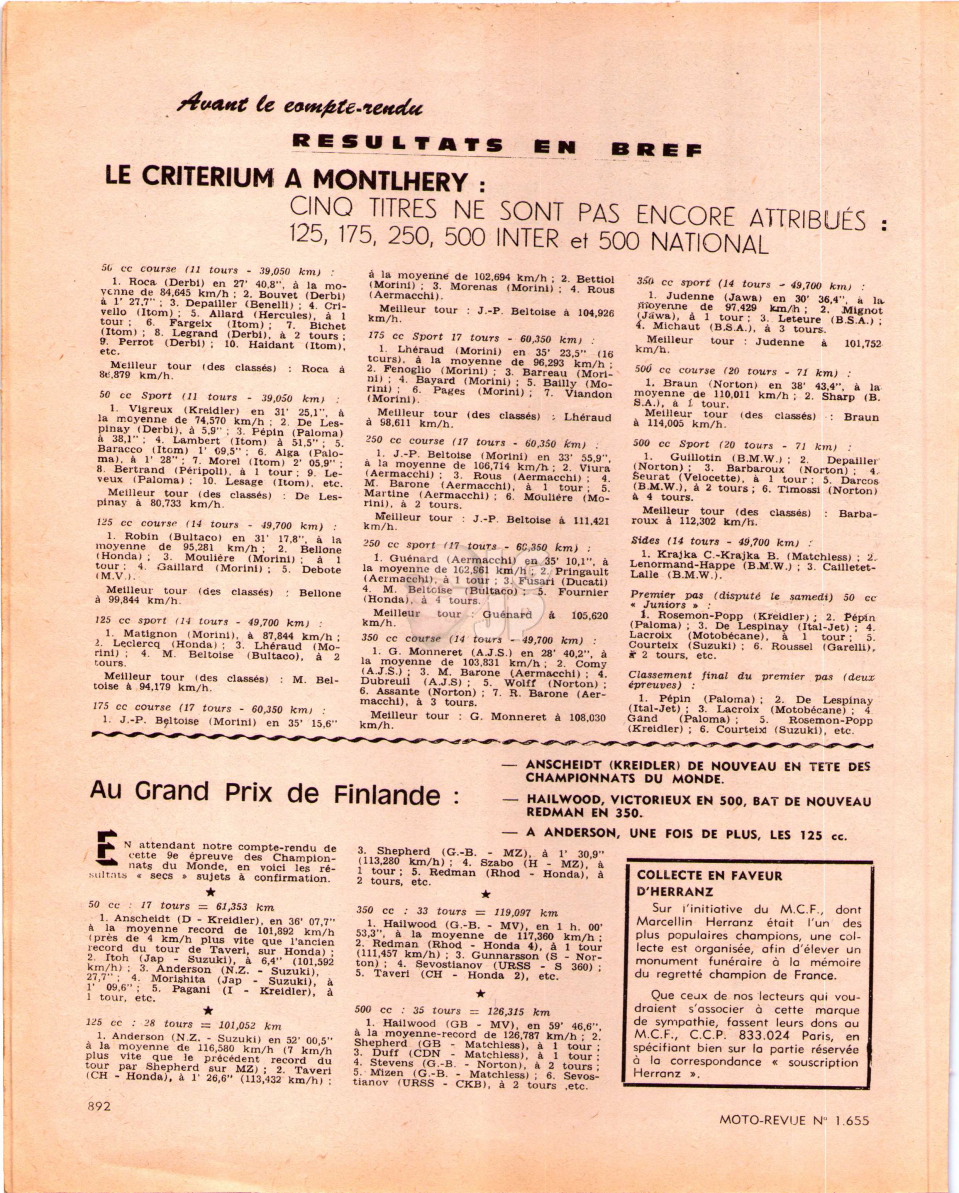 Avant le compte-rendu
RESULTATS EN BREF
LE CRITERIUM A MONTLHERY :
CINQ TITRES NE SONT PAS ENCORE ATTRIBUÉS :
125, 175, 250, 500 INTER et 500 NATIONAL
50 cc course (11 tours - 39,050 km) :
1. Roca (Derbi) en 27' 40,8", à la mo-
yenne de 84,645 km/h ; 2. Bouvet (Derbi)
à 1' 27,7" ; 3. Depailler (Benelli) ; 4. Cri-
vello (Itom) ; 5. Allard (Hercules), à 1
tour ; 6. Fargeix (Itom) ; 7. Bichet
(Itom) ; 8. Legrand (Derbi), à 2 tours ;
9. Perrot (Derbi) ; 10. Haidant (Itom),
etc.
Meilleur tour (des classés) : Roca à
86,879 km/h.
50 cc Sport (11 tours - 39,050 km) :
1. Vigreux (Kreidler) en 31' 25,1", à
la moyenne de 74,570 km/h ; 2. De Les-
pinay (Derbi), à 5,9" ; 3. Pépin (Paloma)
à 38,1" ; 4. Lambert (Itom) à 51,5" ; 5.
Baracco (Itom) 1' 09,5" ; 6. Alga (Palo-
ma), à 1' 28" ; 7. Morel (Itom) 2' 05,9" ;
8. Bertrand (Péripoli), à 1 tour ; 9. Le-
veux (Paloma) ; 10. Lesage (Itom), etc.
Meilleur tour (des classés) : De Les-
pinay à 80,733 km/h.
125 cc course (14 tours - 49,700 km) :
1. Robin (Bultaco) en 31' 17,8", à la
moyenne de 95,281 km/h ; 2. Bellone
(Honda) ; 3. Moulière (Morini) ; à 1
tour ; 4. Gaillard (Morini) ; 5. Debote
(M.V.).
Meilleur tour (des classés) : Bellone
à 99,844 km/h.
125 cc sport (14 tours - 49,700 km) :
1. Matignon (Morini), à 87,844 km/h ;
2. Leclercq (Honda) ; 3. Lhéraud (Mo-
rini) ; 4. M. Beltoise (Bultaco), à 2
tours.
Meilleur tour (des classés) : M. Bel-
toise à 94,179 km/h.
175 cc course (17 tours - 60,350 km) :
1. J.-P. Beltoise (Morini) en 35' 15,6"
à la moyenne de 102,694 km/h ; 2. Bettiol
(Morini) ; 3. Morenas (Morini) ; 4. Rous
(Aermacchi).
Meilleur tour : J.-P. Beltoise à 104,926
km/h.
175 cc Sport 17 tours - 60,350 km) :
1. Lhéraud (Morini) en 35' 23,5" (16
tours), à la moyenne de 96,293 km/h ;
2. Fenoglio (Morini) ; 3. Barreau (Mori-
ni) ; 4. Bayard (Morini) ; 5. Bailly (Mo-
rini) ; 6. Pages (Morini) ; 7. Viandon
(Morini).
Meilleur tour (des classés) : Lhéraud
à 98,611 km/h.
250 cc course (17 tours - 60,350 km) :
1. J.-P. Beltoise (Morini) en 33' 55,9",
à la moyenne de 106,714 km/h ; 2. Viura
(Aermacchi) ; 3. Rous (Aermacchi) ; 4.
M. Barone (Aermacchi), à 1 tour ; 5.
Martine (Aermacchi) ; 6. Moulière (Mo-
rini), à 2 tours.
Meilleur tour : J.-P. Beltoise à 111,421
km/h.
250 cc sport (17 tours - 60,350 km) :
1. Guénard (Aermacchi) en 35' 10,1", à
la moyenne de 102,961 km/h ; 2. Pringault
(Aermacchi), à 1 tour ; 3. Fusari (Ducati)
4. M. Beltoise (Bultaco) ; 5. Fournier
(Honda), à 4 tours.
Meilleur tour : Guénard à 105,620
km/h.
350 cc course (14 tours - 49,700 km) :
1. G. Monneret (A.J.S.) en 28' 40,2", à
la moyenne de 103,831 km/h ; 2. Comy
(A.J.S.) ; 3. M. Barone (Aermacchi) ; 4.
Dubreuil (A.J.S) ; 5. Wolff (Norton) ;
6. Assante (Norton) ; 7. R. Barone (Aer-
macchi), à 3 tours.
Meilleur tour : G. Monneret à 108,030
km/h.
350 cc sport (14 tours - 49,700 km) :
1. Judenne (Jawa) en 30' 36,4", à la
moyenne de 97,429 km/h ; 2. Mignot
(Jawa), à 1 tour ; 3. Leteure (B.S.A.) ;
4. Michaut (B.S.A.), à 3 tours.
Meilleur tour : Judenne à 101,752
km/h.
500 cc course (20 tours - 71 km) :
1. Braun (Norton) en 38' 43,4", à la
moyenne de 110,011 km/h ; 2. Sharp (B.
S.A.), à 1 tour.
Meilleur tour (des classés) : Braun
à 114,005 km/h.
500 cc Sport (20 tours - 71 km) :
1. Guillotin (B.M.W.) ; 2. Depailler
(Norton) ; 3. Barbaroux (Norton) ; 4.
Seurat (Velocette), à 1 tour ; 5. Darcos
(B.M.W.), à 2 tours ; 6. Timossi (Norton)
à 4 tours.
Meilleur tour (des classés) : Barba-
roux à 112,302 km/h.
Sides (14 tours - 49,700 km) :
1. Krajka C.-Krajka B. (Matchless) ; 2.
Lenormand-Happe (B.M.W.) ; 3. Cailletet-
Lalle (B.M.W.).
Premier pas (disputé le samedi) 50 cc
« Juniors » :
1. Rosemon-Popp (Kreidler) ; 2. Pépin
(Paloma) ; 3. De Lespinay (Ital-Jet) ; 4.
Lacroix (Motobécane), à 1 tour ; 5.
Courteix (Suzuki) ; 6. Roussel (Garelli),
à 2 tours, etc.
Classement final du premier pas (deux
épreuves) :
1. Pépin (Paloma) ; 2. De Lespinay
(Ital-Jet) ; 3. Lacroix (Motobécane) ; 4.
Gand (Paloma) ; 5. Rosemon-Popp
(Kreidler) ; 6. Courteix (Suzuki), etc.
Au Grand Prix de Finlande :
— ANSCHEIDT (KREIDLER) DE NOUVEAU EN TETE DES
CHAMPIONNATS DU MONDE.
— HAILWOOD, VICTORIEUX EN 500, BAT DE NOUVEAU
REDMAN EN 350.
— A ANDERSON, UNE FOIS DE PLUS, LES 125 cc.
EN attendant notre compte-rendu de
cette 9e épreuve des Champion-
nats du Monde, en voici les ré-
sultats « secs » sujets à confirmation.
★
50 cc : 17 tours = 61,353 km
1. Anscheidt (D - Kreidler), en 36' 07,7"
à la moyenne record de 101,892 km/h
(près de 4 km/h plus vite que l'ancien
record du tour de Taveri, sur Honda) ;
2. Itoh (Jap - Suzuki), à 6,4" (101,592
km/h) ; 3. Anderson (N.Z. - Suzuki),
27,7" ; 4. Morishita (Jap - Suzuki), à
1' 09,6" ; 5. Pagani (I - Kreidler), à
1 tour, etc.
★
125 cc : 28 tours = 101,052 km
1. Anderson (N.Z. - Suzuki) en 52' 00,5"
à la moyenne de 116,580 km/h (7 km/h
plus vite que le précédent record du
tour par Shepherd sur MZ) ; 2. Taveri
(CH - Honda), à 1' 26,6" (113,432 km/h) ;
3. Shepherd (G.-B. - MZ), à 1' 30,9"
(113,280 km/h) ; 4. Szabo (H - MZ), à
1 tour ; 5. Redman (Rhod - Honda), à
2 tours, etc.
★
350 cc : 33 tours = 119,097 km
1. Hailwood (G.-B. - MV), en 1 h. 00'
53,3", à la moyenne de 117,360 km/h ;
2. Redman (Rhod - Honda 4), à 1 tour
(111,457 km/h) ; 3. Gunnarsson (S - Nor-
ton) ; 4. Sevostianov (URSS - S 360) ;
5. Taveri (CH - Honda 2), etc.
★
500 cc : 35 tours = 126,315 km
1. Hailwood (GB - MV), en 59' 46,6",
à la moyenne-record de 126,787 km/h ; 2.
Shepherd (GB - Matchless), à 1 tour ;
3. Duff (CDN - Matchless), à 1 tour ;
4. Stevens (G.-B. - Norton), à 2 tours ;
5. Mizen (G.-B. - Matchless) ; 6. Sevos-
tianov (URSS - CKB), à 2 tours ,etc.
COLLECTE EN FAVEUR
D'HERRANZ
Sur l'initiative du M.C.F., dont
Marcellin Herranz était l'un des
plus populaires champions, une col-
lecte est organisée, afin d'élever un
monument funéraire à la mémoire
du regretté champion de France.
Que ceux de nos lecteurs qui vou-
draient s'associer à cette marque
de sympathie, fassent leurs dons au
M.C.F., C.C.P. 833.024 Paris, en
spécifiant bien sur la partie réservée
à la correspondance « souscription
Herranz ».
892
MOTO-REVUE N° 1.655